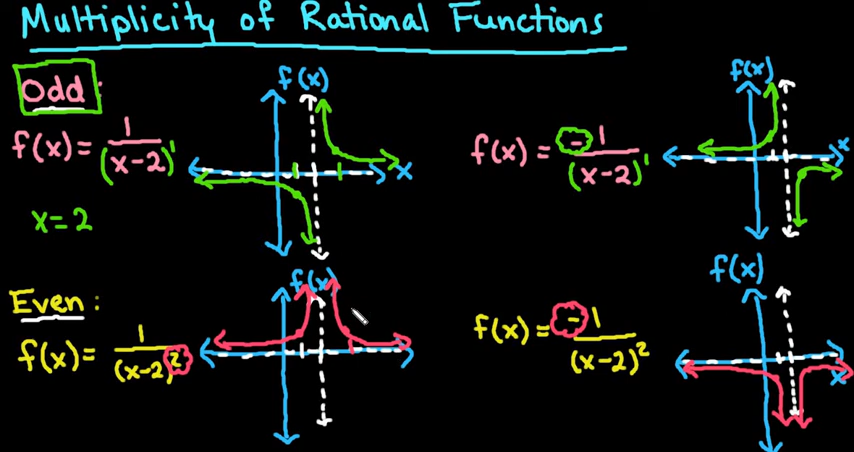 Multiplicity of Rational Functions
Odd:
f(x) = 1/(x-2)^1
x=2
f(x)
x
f(x) = -1/(x-2)^1
f(x)
x
Even:
f(x) = 1/(x-2)^2
f(x)
f(x) = -1/(x-2)^2
f(x)
x